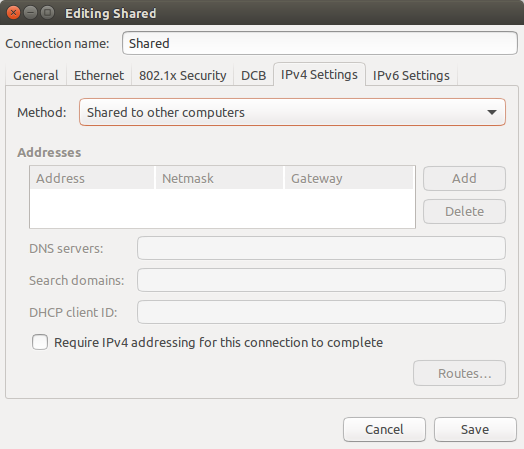 Editing Shared
Connection name: Shared
General Ethernet 802.1x Security DCB IPv4 Settings IPv6 Settings
Method: Shared to other computers
Addresses
Address Netmask Gateway Add
Delete
DNS servers:
Search domains:
DHCP client ID:
Require IPv4 addressing for this connection to complete
Routes...
Cancel Save